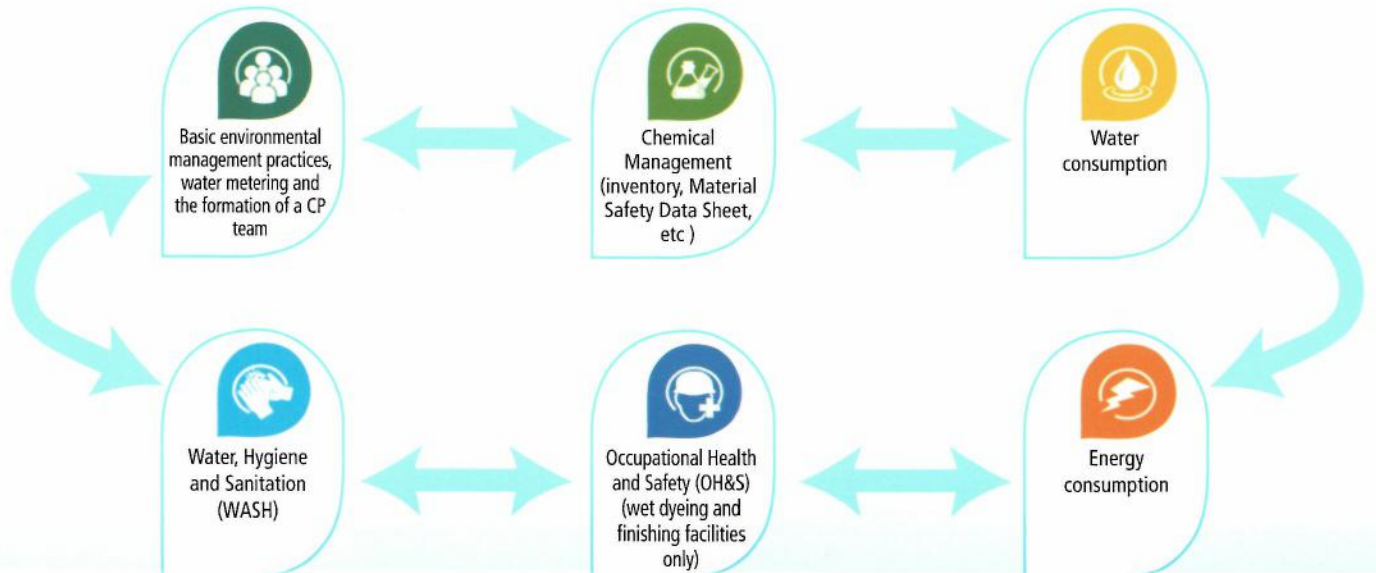 Basic environmental
management practices,
water metering and
the formation of a CP
team
Chemical
Management
(inventory, Material
Safety Data Sheet,
etc )
Water
consumption
Water, Hygiene
and Sanitation
(WASH)
Occupational Health
and Safety (OH&S)
(wet dyeing and
finishing facilities
only)
Energy
consumption